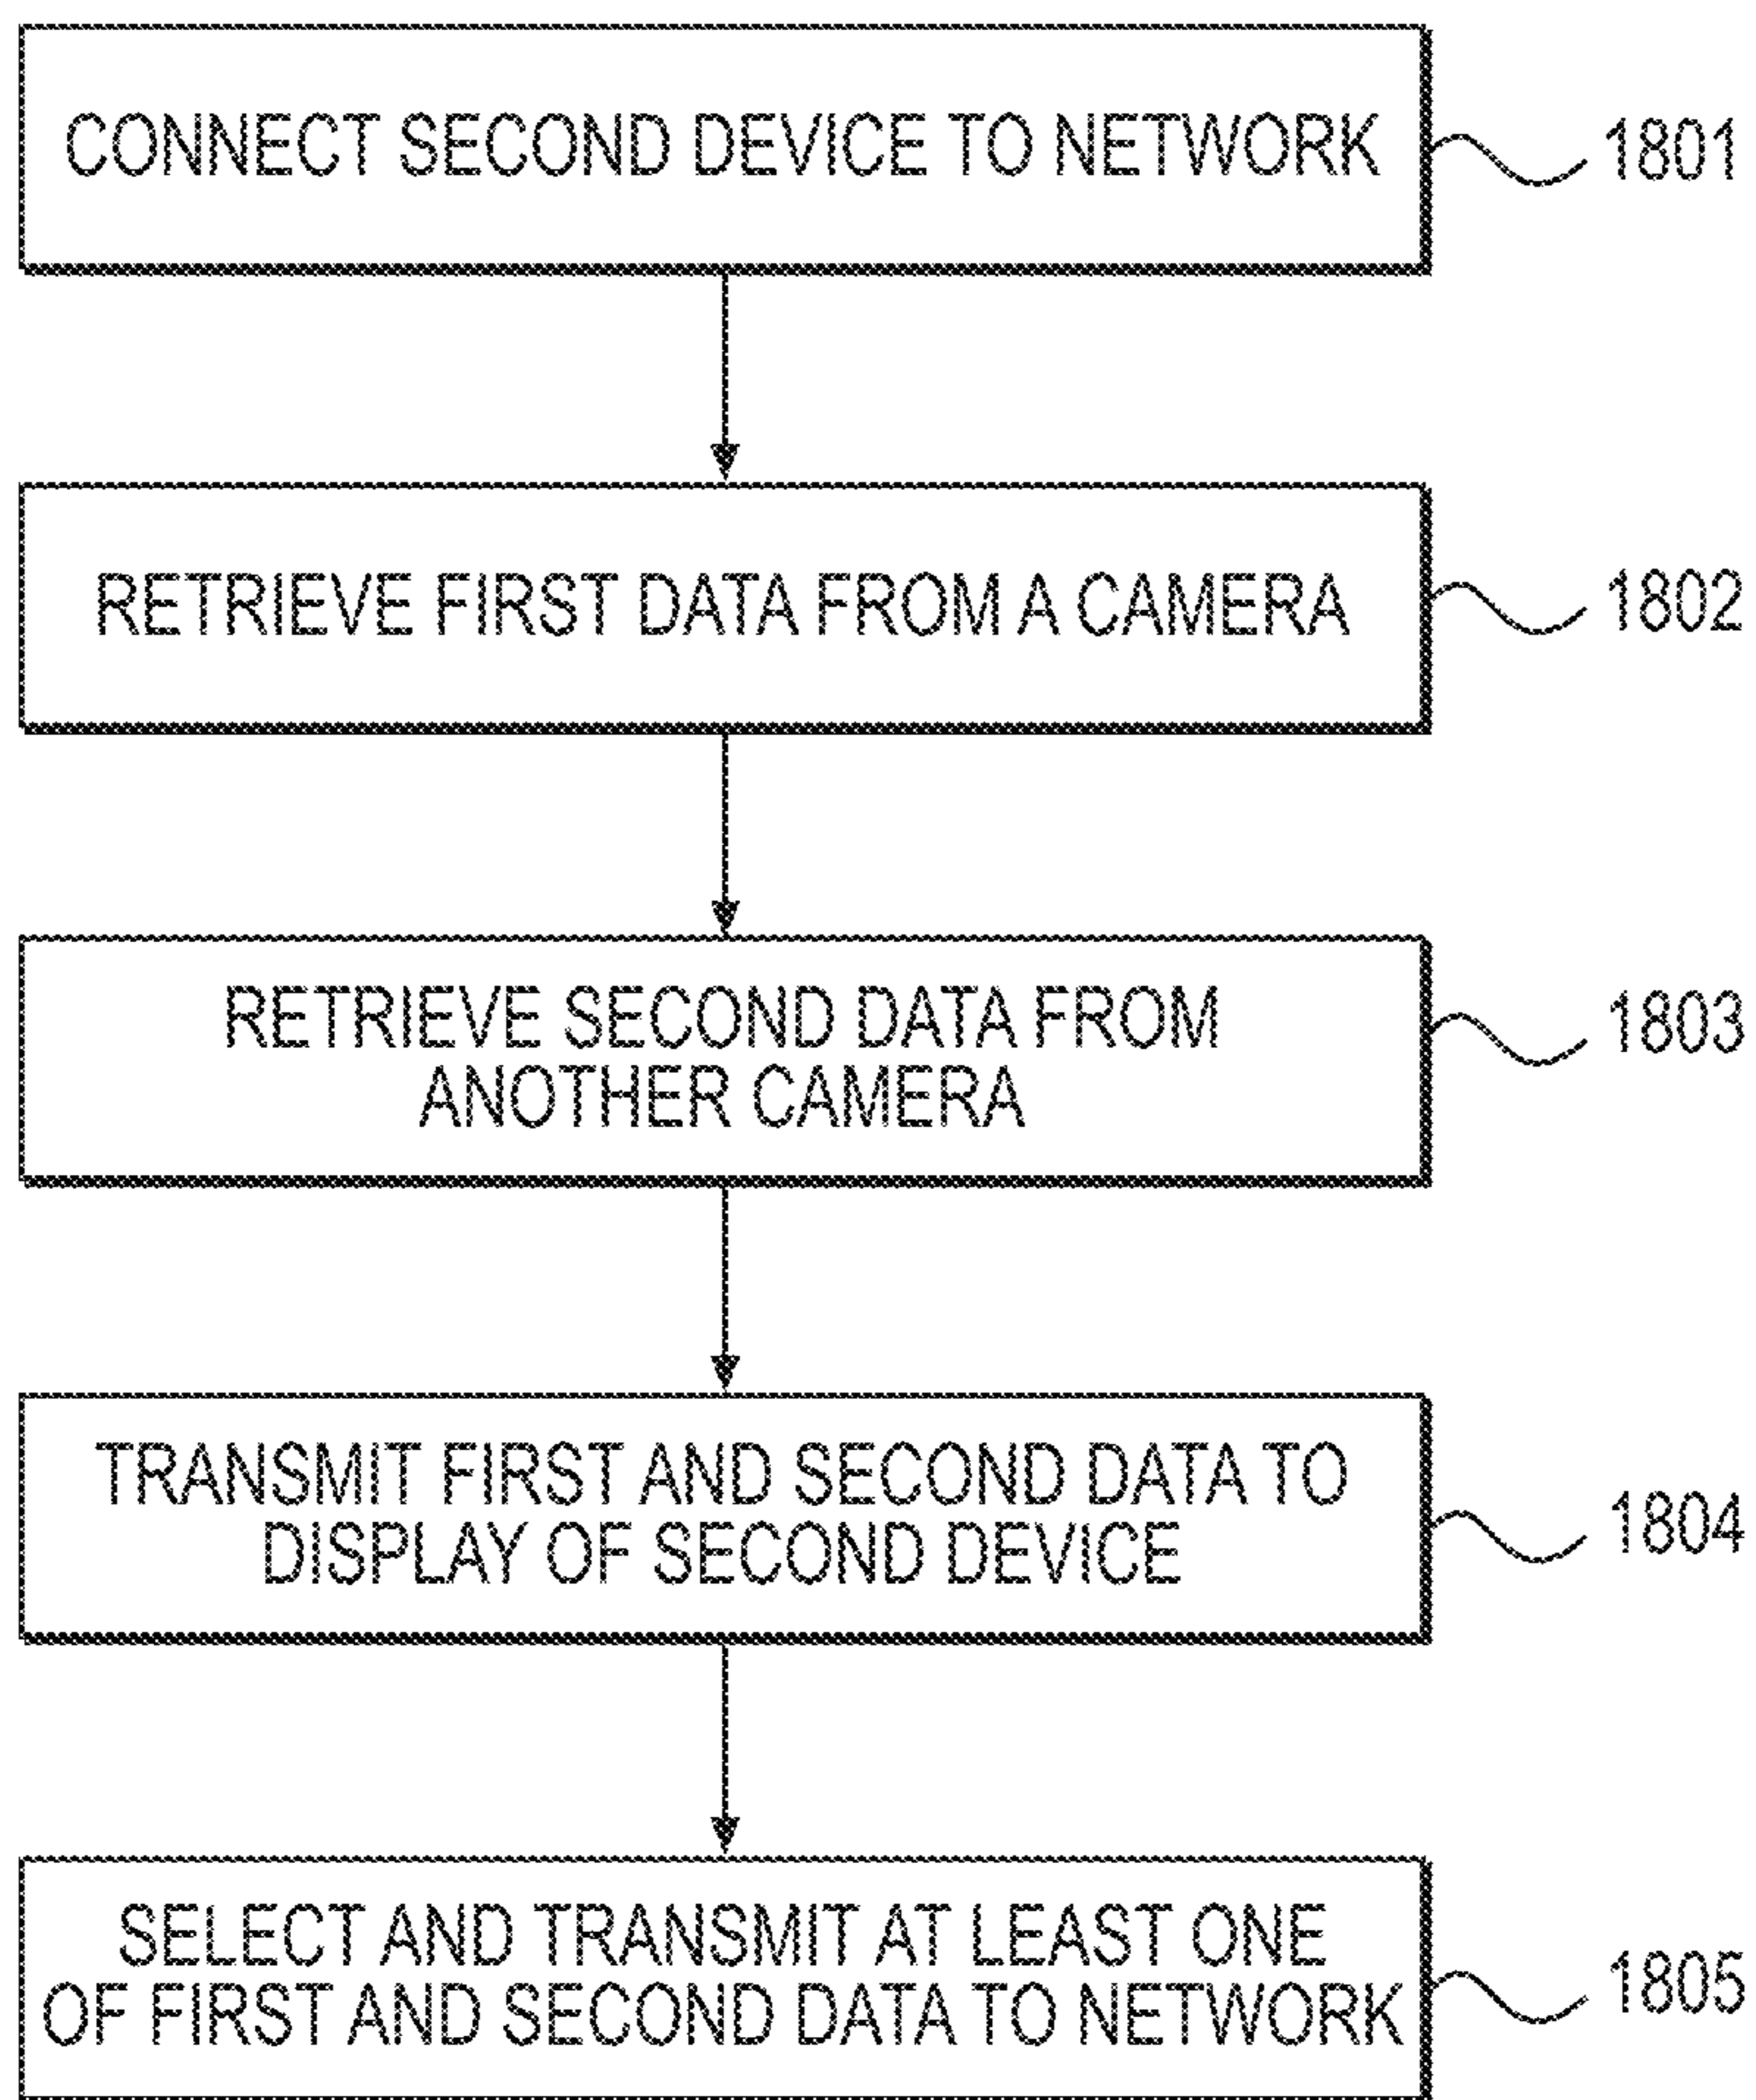 CONNECT SECOND DEVICE TO NETWORK
1801
RETRIEVE FIRST DATA FROM A CAMERA
1802
RETRIEVE SECOND DATA FROM
ANOTHER CAMERA
1803
TRANSMIT FIRST AND SECOND DATA TO
DISPLAY OF SECOND DEVICE
1804
SELECT AND TRANSMIT AT LEAST ONE
OF FIRST AND SECOND DATA TO NETWORK
1805